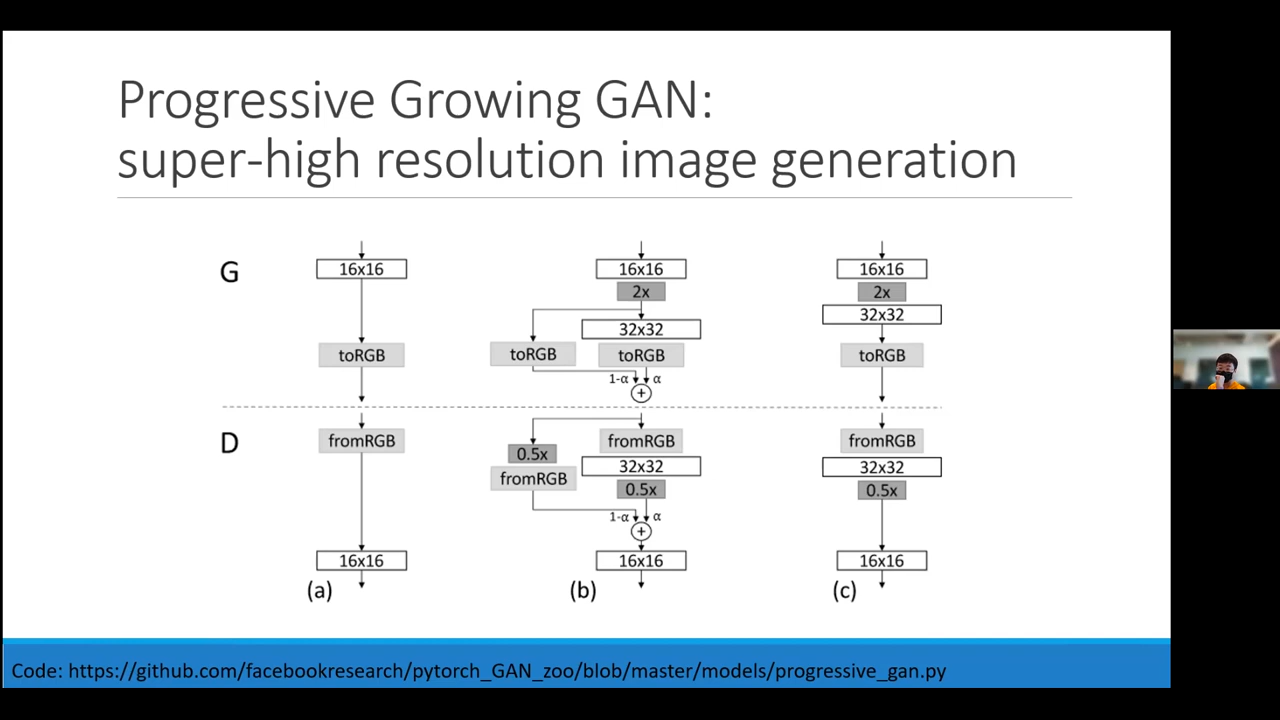 Progressive Growing GAN:
super-high resolution image generation
G
16x16
toRGB
16x16
2x
32x32
toRGB
toRGB
1-α
α
+
16x16
2x
32x32
toRGB
D
fromRGB
16x16
(a)
0.5x
fromRGB
fromRGB
32x32
0.5x
1-α
α
+
16x16
(b)
fromRGB
32x32
0.5x
16x16
(c)
Code: https://github.com/facebookresearch/pytorch_GAN_zoo/blob/master/models/progressive_gan.py